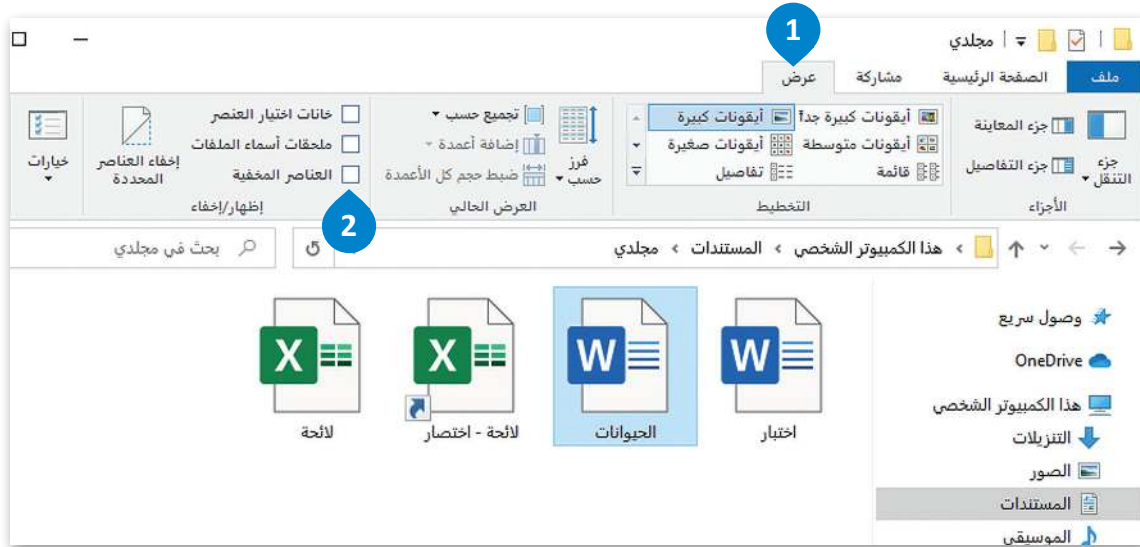 1
مجلدي
ملف الصفحة الرئيسية مشاركة عرض
جزء التنقل
جزء المعاينة
جزء التفاصيل
الأجزاء
أيقونات كبيرة جداً أيقونات كبيرة
أيقونات متوسطة أيقونات صغيرة
قائمة تفاصيل
التخطيط
فرز حسب
تجميع حسب
إضافة أعمدة
ضبط حجم كل الأعمدة
العرض الحالي
خانات اختيار العنصر
ملحقات أسماء الملفات
العناصر المخفية
إخفاء العناصر
المحددة
إظهار/إخفاء
خيارات
2
هذا الكمبيوتر الشخصي › المستندات › مجلدي
بحث في مجلدي
وصول سريع
OneDrive
هذا الكمبيوتر الشخصي
التنزيلات
الصور
المستندات
الموسيقى
اختبار
الحيوانات
لائحة - اختصار
لائحة